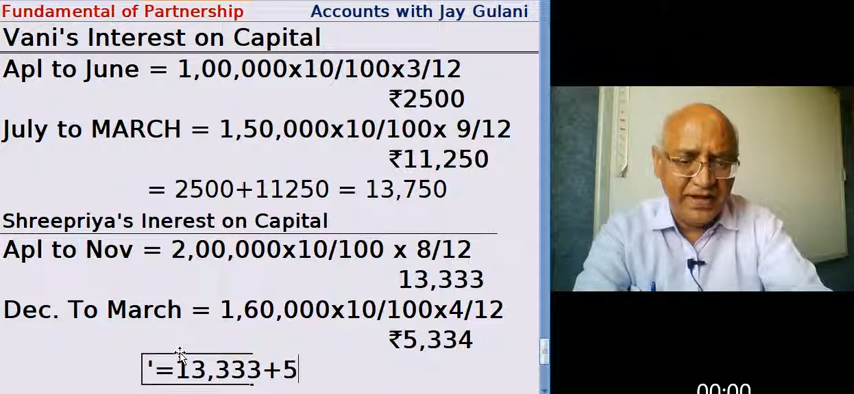 Fundamental of Partnership Accounts with Jay Gulani
Vani's Interest on Capital
Apl to June = 1,00,000x10/100x3/12
₹2500
July to MARCH = 1,50,000x10/100x 9/12
₹11,250
= 2500+11250 = 13,750
Shreepriya's Inerest on Capital
Apl to Nov = 2,00,000x10/100 x 8/12
13,333
Dec. To March = 1,60,000x10/100x4/12
₹5,334
'=13,333+5
00:00